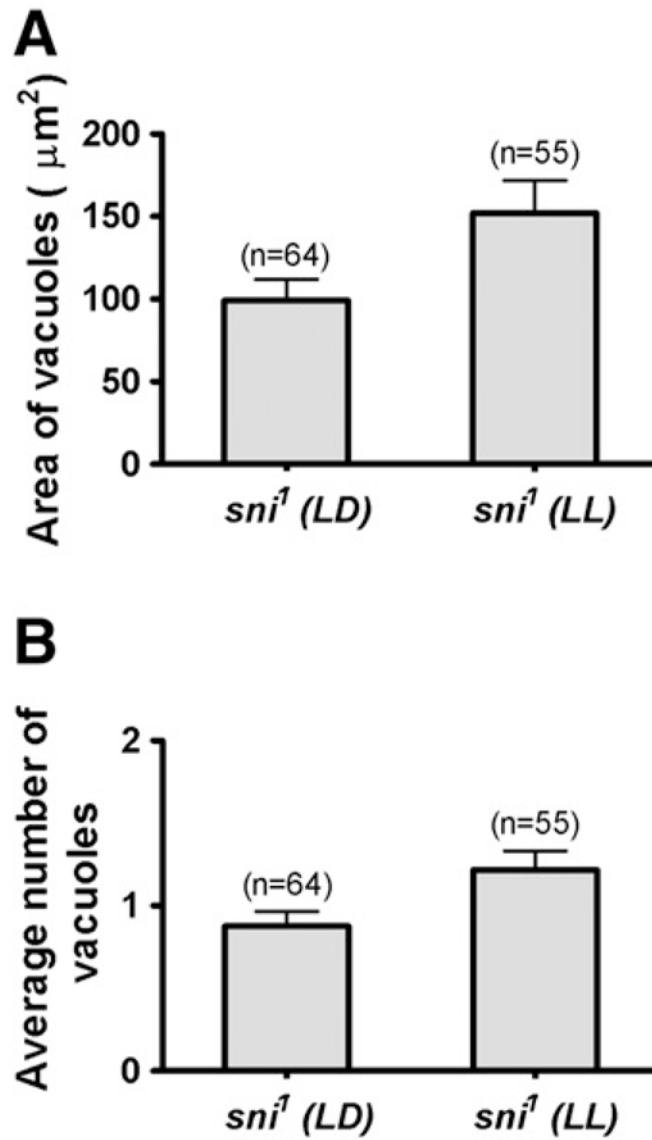 A
Area of vacuoles ( μm²)
200
150
100
50
0
(n=64)
(n=55)
sni¹ (LD)
sni¹ (LL)
B
Average number of
vacuoles
2
1
0
(n=64)
(n=55)
sni¹ (LD)
sni¹ (LL)